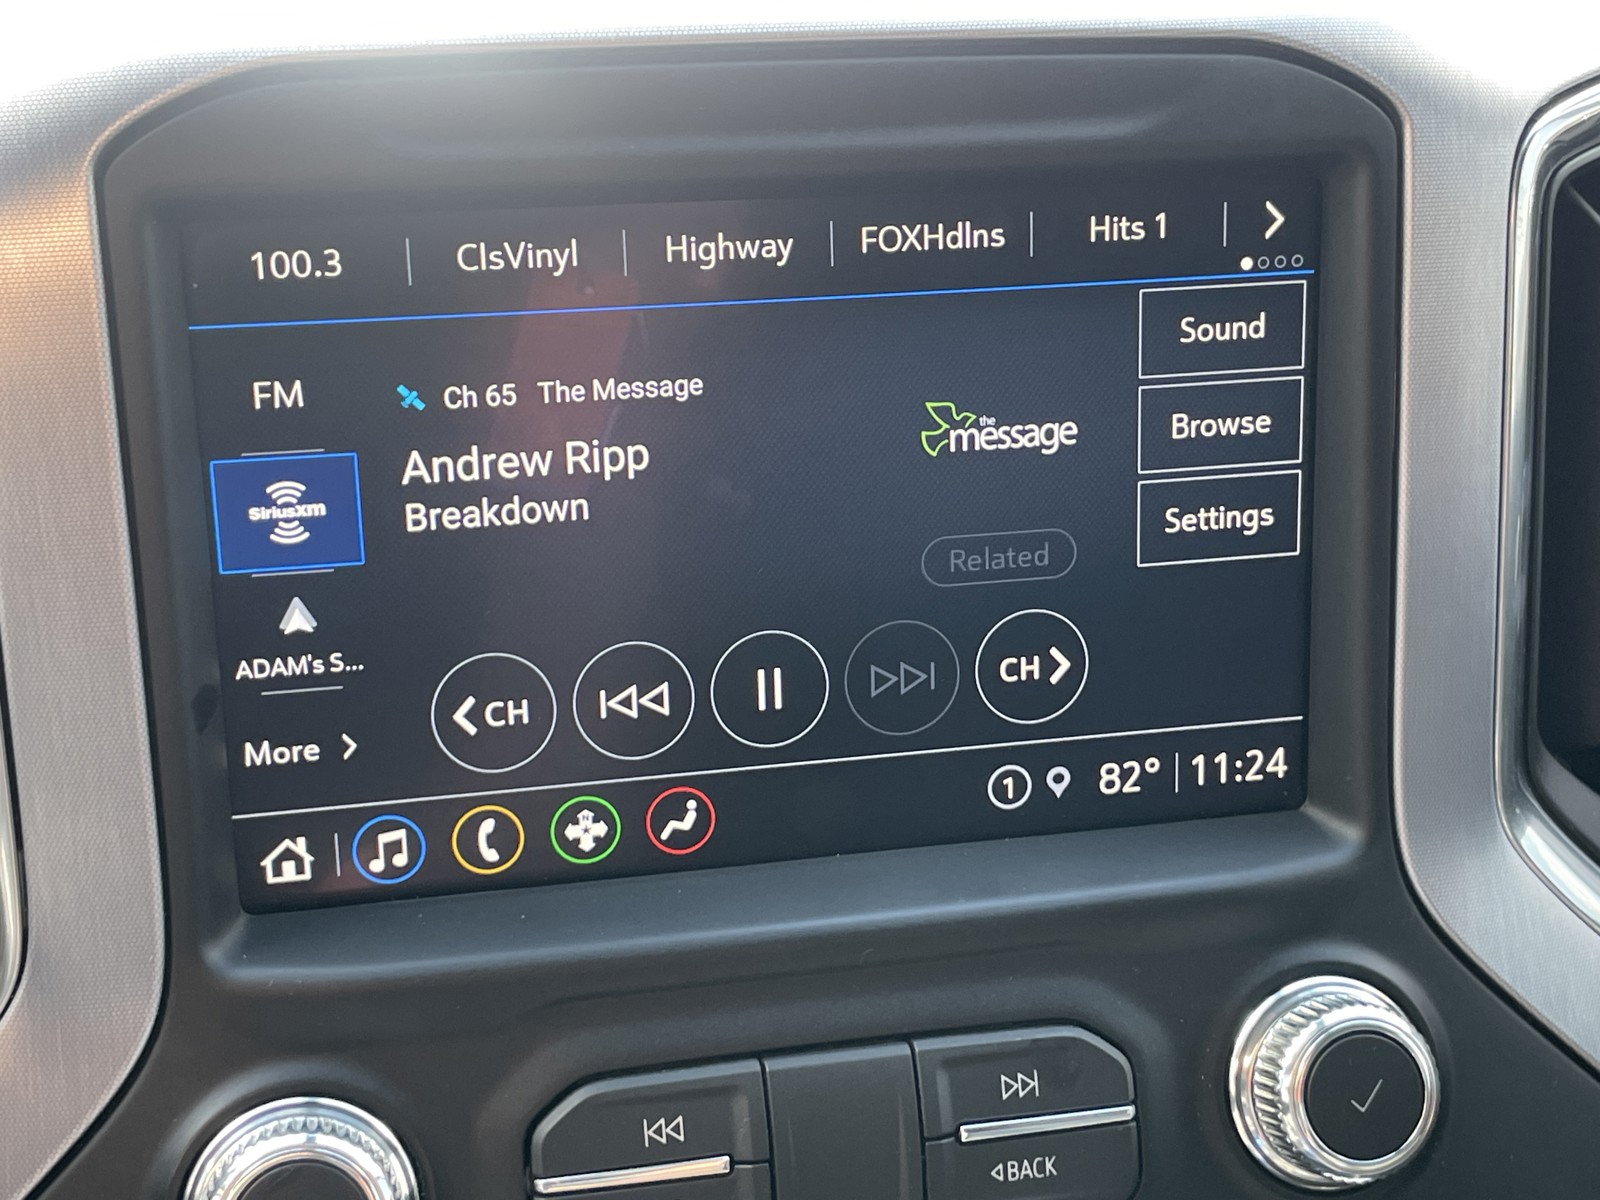 100.3
ClsVinyl
Highway
FOXHdlns
Hits 1
Sound
FM
Ch 65 The Message
the message
Browse
Andrew Ripp
Breakdown
SiriusXm
Settings
Related
ADAM's S...
CH
CH
More
1
82° 11:24
N
BACK